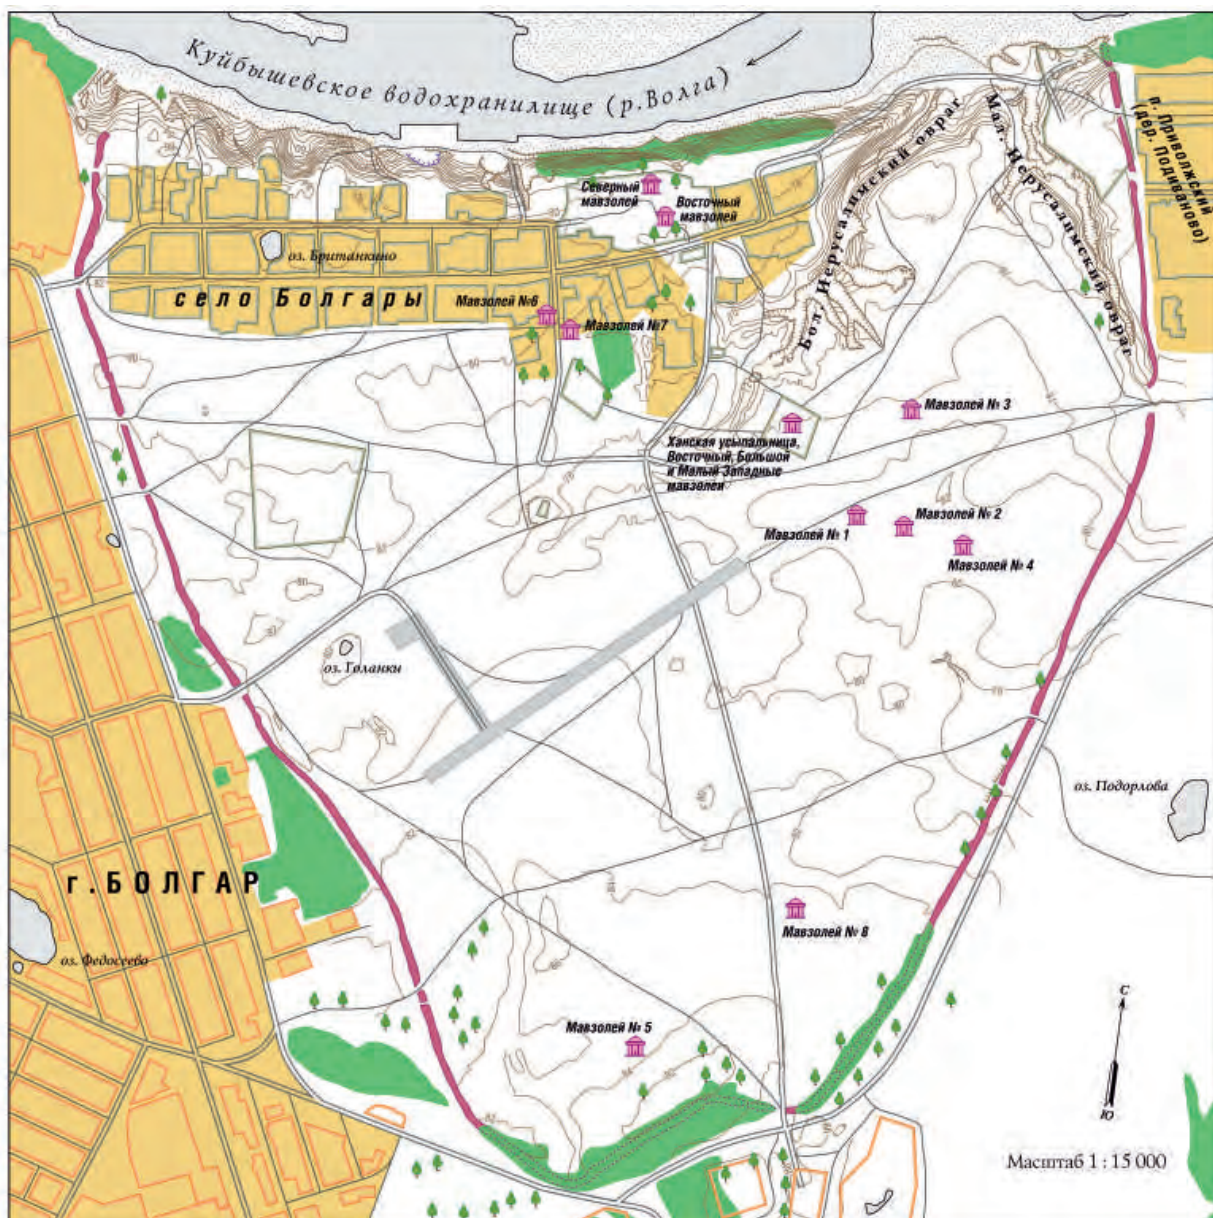 Куйбышевское водохранилище (р.Волга)
п. Приволжский
(дер. Подиваново)
Мал. Иерусалимский овраг
Бол. Иерусалимский овраг
Северный
мавзолей
Восточный
мавзолей
оз. Британкино
село Болгары
Мавзолей №6
Мавзолей №7
Мавзолей № 3
Ханская усыпальница,
Восточный, Большой
и Малый Западные
мавзолеи
Мавзолей № 2
Мавзолей № 1
Мавзолей № 4
оз. Голанки
оз. Подорлова
г. БОЛГАР
Мавзолей № 8
оз. Федосеево
С
Мавзолей № 5
Ю
Масштаб 1 : 15 000